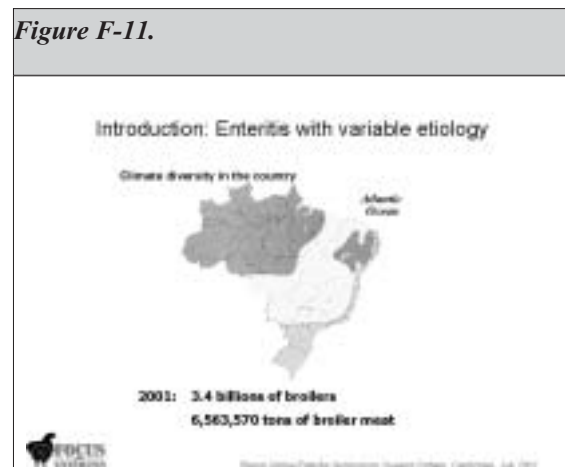 Figure F-11.
Introduction: Enteritis with variable etiology
Climate diversity in the country
Atlantic
Ocean
2001: 3.4 billions of broilers
6,563,570 tons of broiler meat
FOCUS